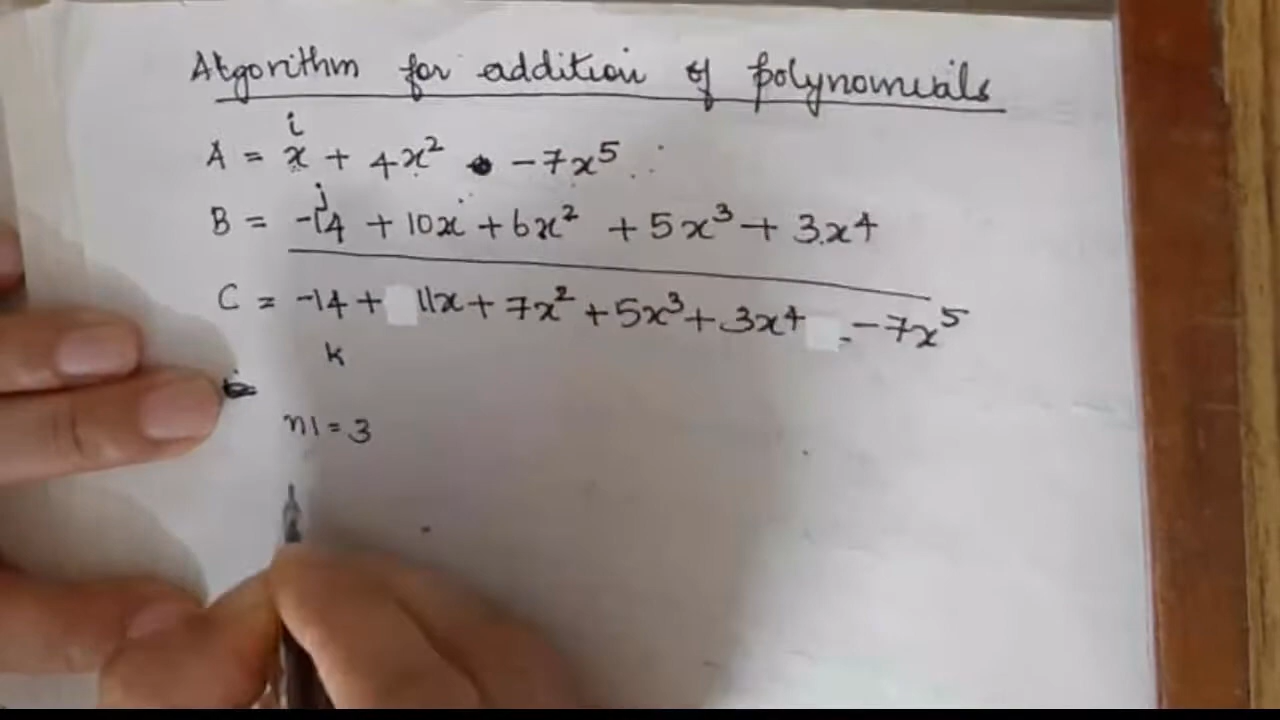 Algorithm for addition of polynomials
i
A = x + 4x² -7x⁵
j
B = -14 + 10x + 6x² + 5x³ + 3x⁴
C = -14 + 11x + 7x² + 5x³ + 3x⁴ - -7x⁵
k
n1 = 3